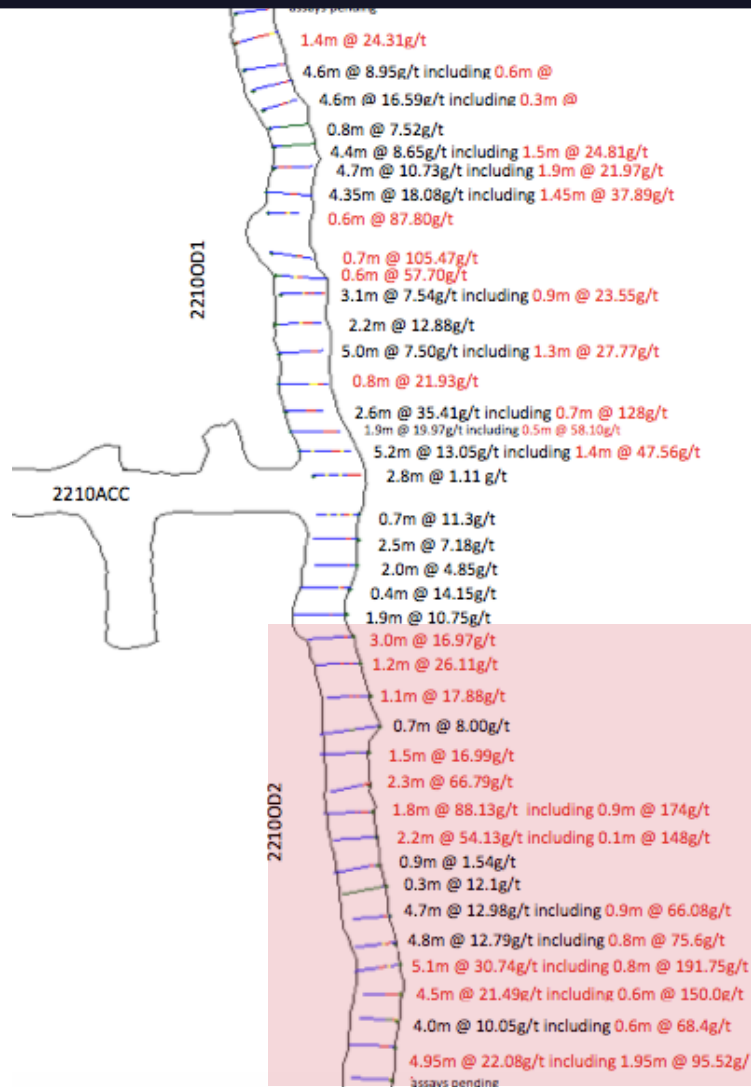 assays pending
1.4m @ 24.31g/t
4.6m @ 8.95g/t including 0.6m @
4.6m @ 16.59g/t including 0.3m @
0.8m @ 7.52g/t
4.4m @ 8.65g/t including 1.5m @ 24.81g/t
4.7m @ 10.73g/t including 1.9m @ 21.97g/t
4.35m @ 18.08g/t including 1.45m @ 37.89g/t
0.6m @ 87.80g/t
2210OD1
0.7m @ 105.47g/t
0.6m @ 57.70g/t
3.1m @ 7.54g/t including 0.9m @ 23.55g/t
2.2m @ 12.88g/t
5.0m @ 7.50g/t including 1.3m @ 27.77g/t
0.8m @ 21.93g/t
2.6m @ 35.41g/t including 0.7m @ 128g/t
1.9m @ 19.97g/t including 0.5m @ 58.10g/t
5.2m @ 13.05g/t including 1.4m @ 47.56g/t
2.8m @ 1.11 g/t
2210ACC
0.7m @ 11.3g/t
2.5m @ 7.18g/t
2.0m @ 4.85g/t
0.4m @ 14.15g/t
1.9m @ 10.75g/t
3.0m @ 16.97g/t
1.2m @ 26.11g/t
1.1m @ 17.88g/t
0.7m @ 8.00g/t
1.5m @ 16.99g/t
2.3m @ 66.79g/t
2210OD2
1.8m @ 88.13g/t including 0.9m @ 174g/t
2.2m @ 54.13g/t including 0.1m @ 148g/t
0.9m @ 1.54g/t
0.3m @ 12.1g/t
4.7m @ 12.98g/t including 0.9m @ 66.08g/t
4.8m @ 12.79g/t including 0.8m @ 75.6g/t
5.1m @ 30.74g/t including 0.8m @ 191.75g/t
4.5m @ 21.49g/t including 0.6m @ 150.0g/t
4.0m @ 10.05g/t including 0.6m @ 68.4g/t
4.95m @ 22.08g/t including 1.95m @ 95.52g/
assays pending